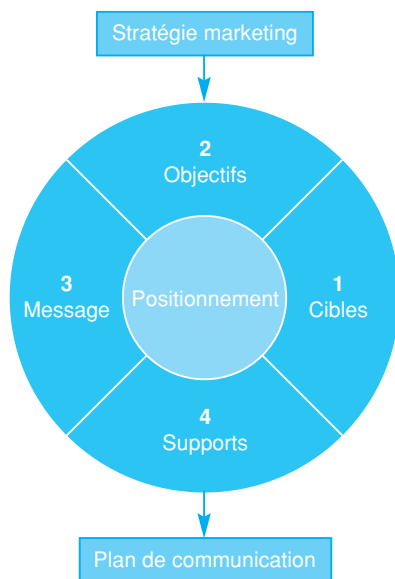 Stratégie marketing
2
Objectifs
3
Message
Positionnement
1
Cibles
4
Supports
Plan de communication